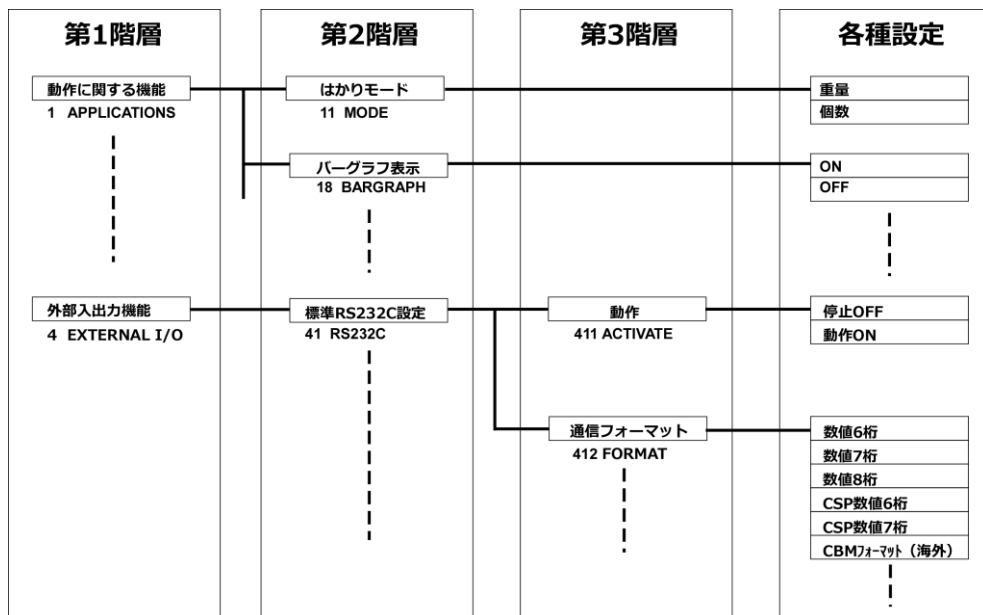 第1階層
第2階層
第3階層
各種設定
動作に関する機能
1 APPLICATIONS
はかりモード
11 MODE
重量
個数
バーグラフ表示
18 BARGRAPH
ON
OFF
外部入出力機能
4 EXTERNAL I/O
標準RS232C設定
41 RS232C
動作
411 ACTIVATE
停止OFF
動作ON
通信フォーマット
412 FORMAT
数値6桁
数値7桁
数値8桁
CSP数値6桁
CSP数値7桁
CBMフォーマット（海外）